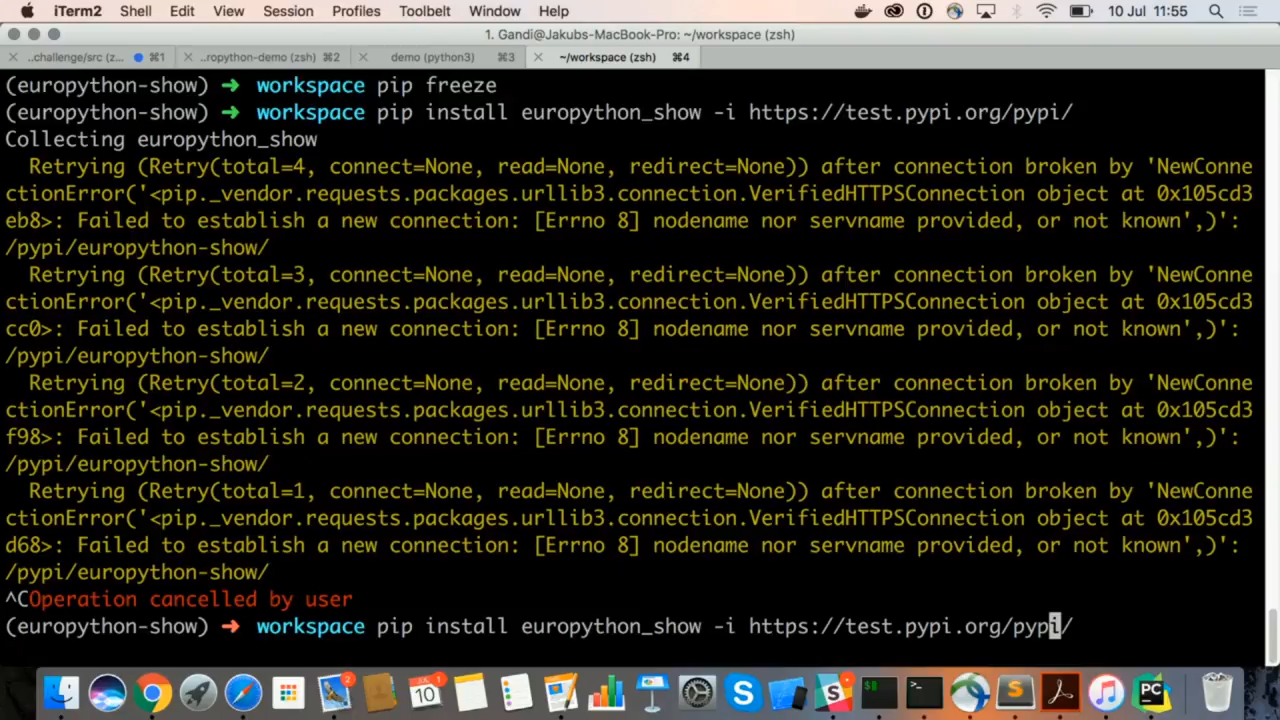 iTerm2 Shell Edit View Session Profiles Toolbelt Window Help 10 Jul 11:55
1. Gandi@Jakubs-MacBook-Pro: ~/workspace (zsh)
..challenge/src (z... ⌘1 ..ropython-demo (zsh) ⌘2 demo (python3) ⌘3 ~/workspace (zsh) ⌘4
(europython-show) ➜ workspace pip freeze
(europython-show) ➜ workspace pip install europython_show -i https://test.pypi.org/pypi/
Collecting europython_show
Retrying (Retry(total=4, connect=None, read=None, redirect=None)) after connection broken by 'NewConne
ctionError('<pip._vendor.requests.packages.urllib3.connection.VerifiedHTTPSConnection object at 0x105cd3
eb8>: Failed to establish a new connection: [Errno 8] nodename nor servname provided, or not known',)':
/pypi/europython-show/
Retrying (Retry(total=3, connect=None, read=None, redirect=None)) after connection broken by 'NewConne
ctionError('<pip._vendor.requests.packages.urllib3.connection.VerifiedHTTPSConnection object at 0x105cd3
cc0>: Failed to establish a new connection: [Errno 8] nodename nor servname provided, or not known',)':
/pypi/europython-show/
Retrying (Retry(total=2, connect=None, read=None, redirect=None)) after connection broken by 'NewConne
ctionError('<pip._vendor.requests.packages.urllib3.connection.VerifiedHTTPSConnection object at 0x105cd3
f98>: Failed to establish a new connection: [Errno 8] nodename nor servname provided, or not known',)':
/pypi/europython-show/
Retrying (Retry(total=1, connect=None, read=None, redirect=None)) after connection broken by 'NewConne
ctionError('<pip._vendor.requests.packages.urllib3.connection.VerifiedHTTPSConnection object at 0x105cd3
d68>: Failed to establish a new connection: [Errno 8] nodename nor servname provided, or not known',)':
/pypi/europython-show/
^COperation cancelled by user
(europython-show) ➜ workspace pip install europython_show -i https://test.pypi.org/pypi/
2 JUL 10 1 S $ >_ S PC